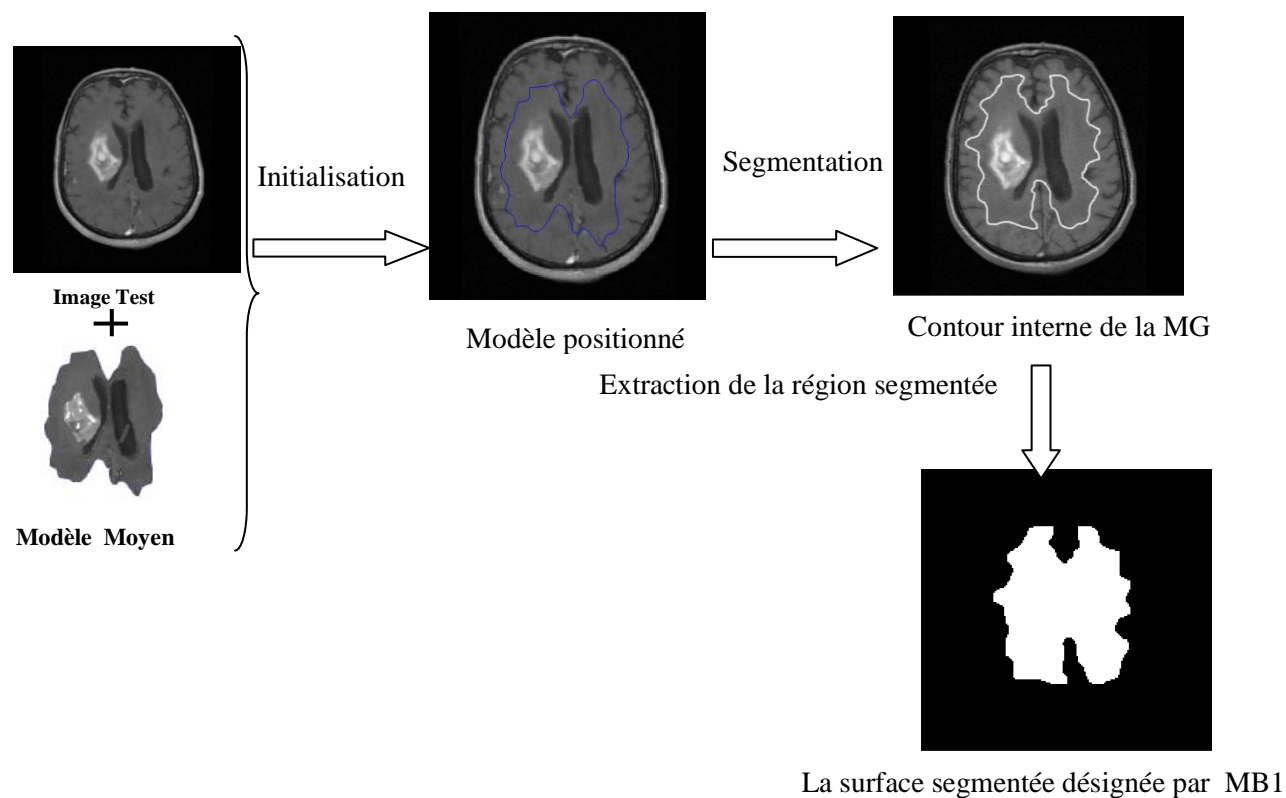 Image Test
+
Modèle Moyen
Initialisation
Modèle positionné
Segmentation
Contour interne de la MG
Extraction de la région segmentée
La surface segmentée désignée par MB1